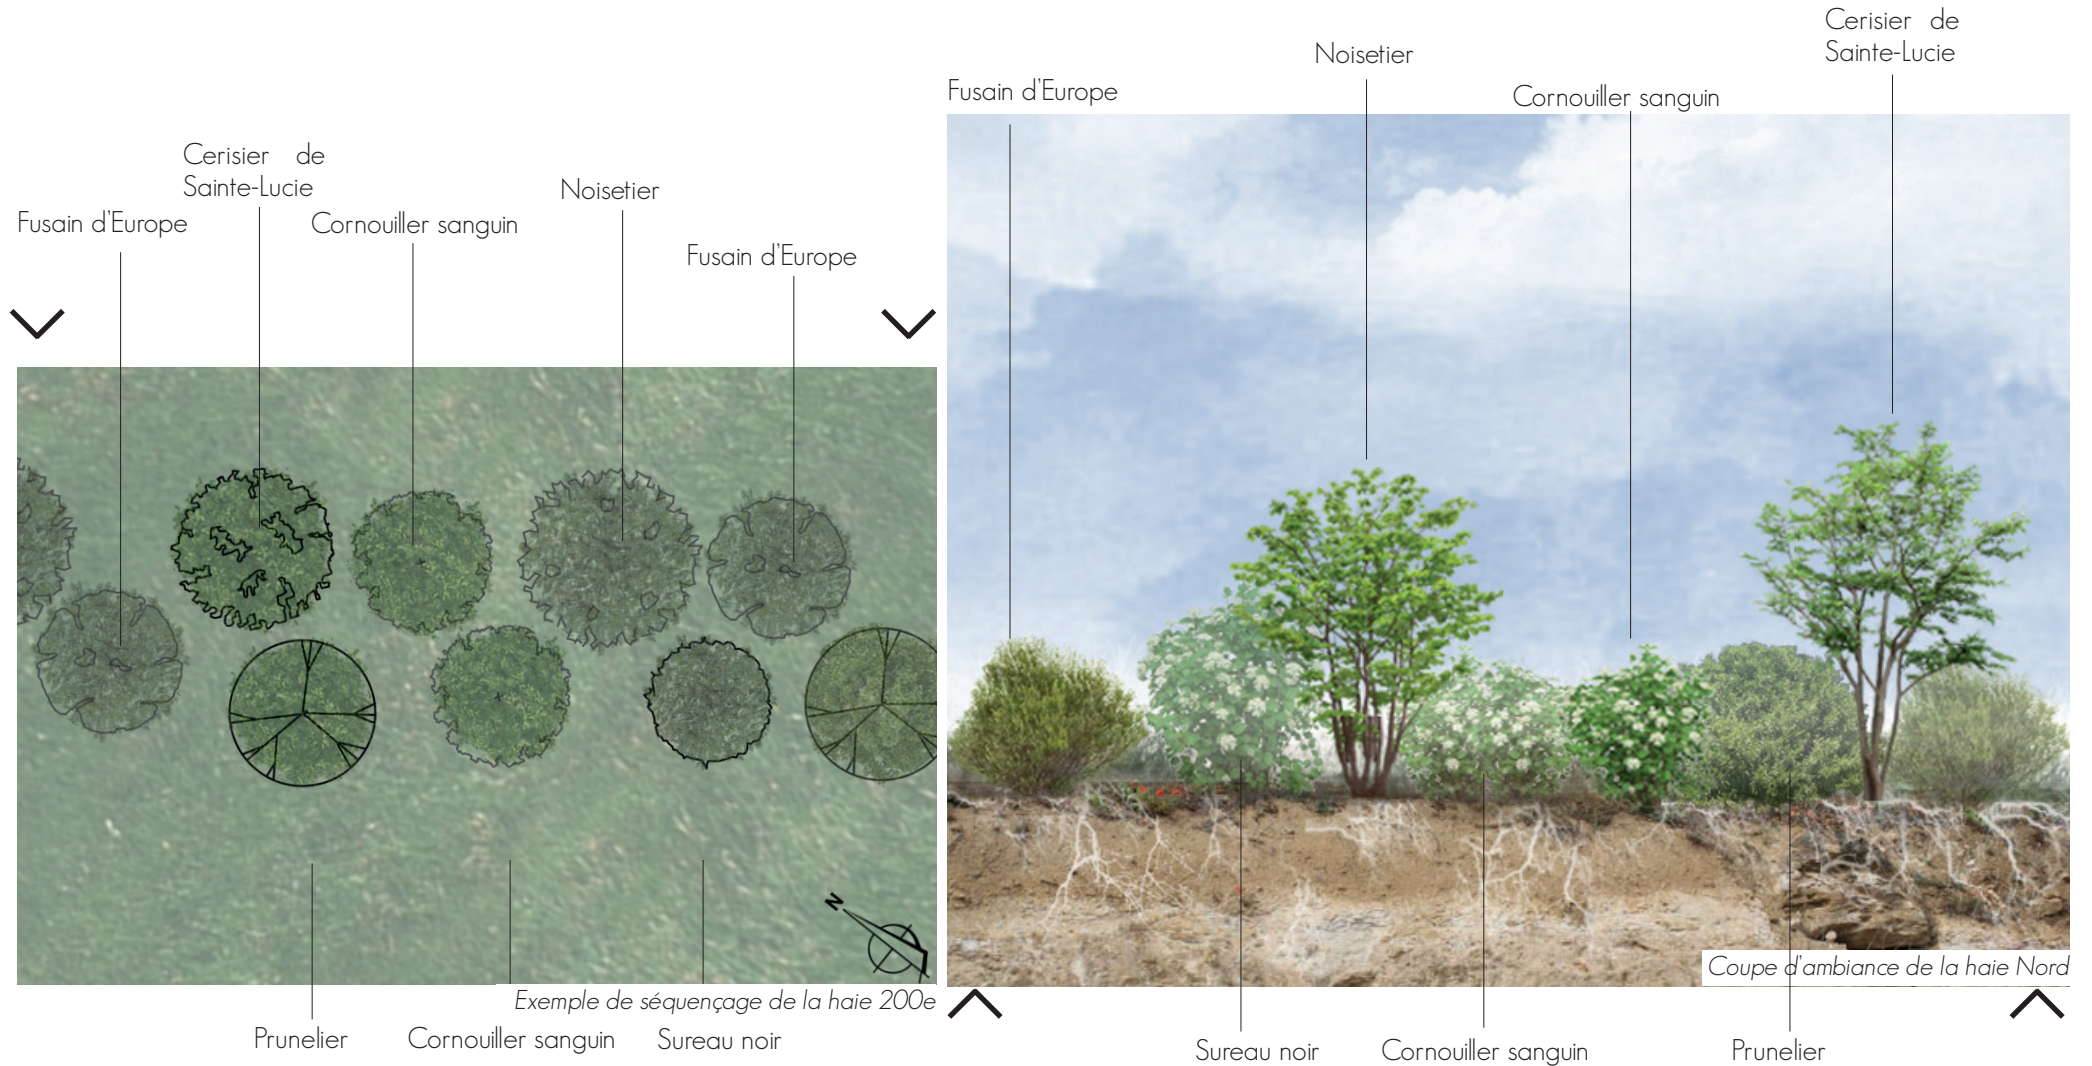 Cerisier de
Sainte-Lucie
Fusain d'Europe
Cornouiller sanguin
Noisetier
Fusain d'Europe
N
Exemple de séquençage de la haie 200e
Prunelier
Cornouiller sanguin
Sureau noir
Fusain d'Europe
Noisetier
Cornouiller sanguin
Cerisier de
Sainte-Lucie
Coupe d'ambiance de la haie Nord
Sureau noir
Cornouiller sanguin
Prunelier